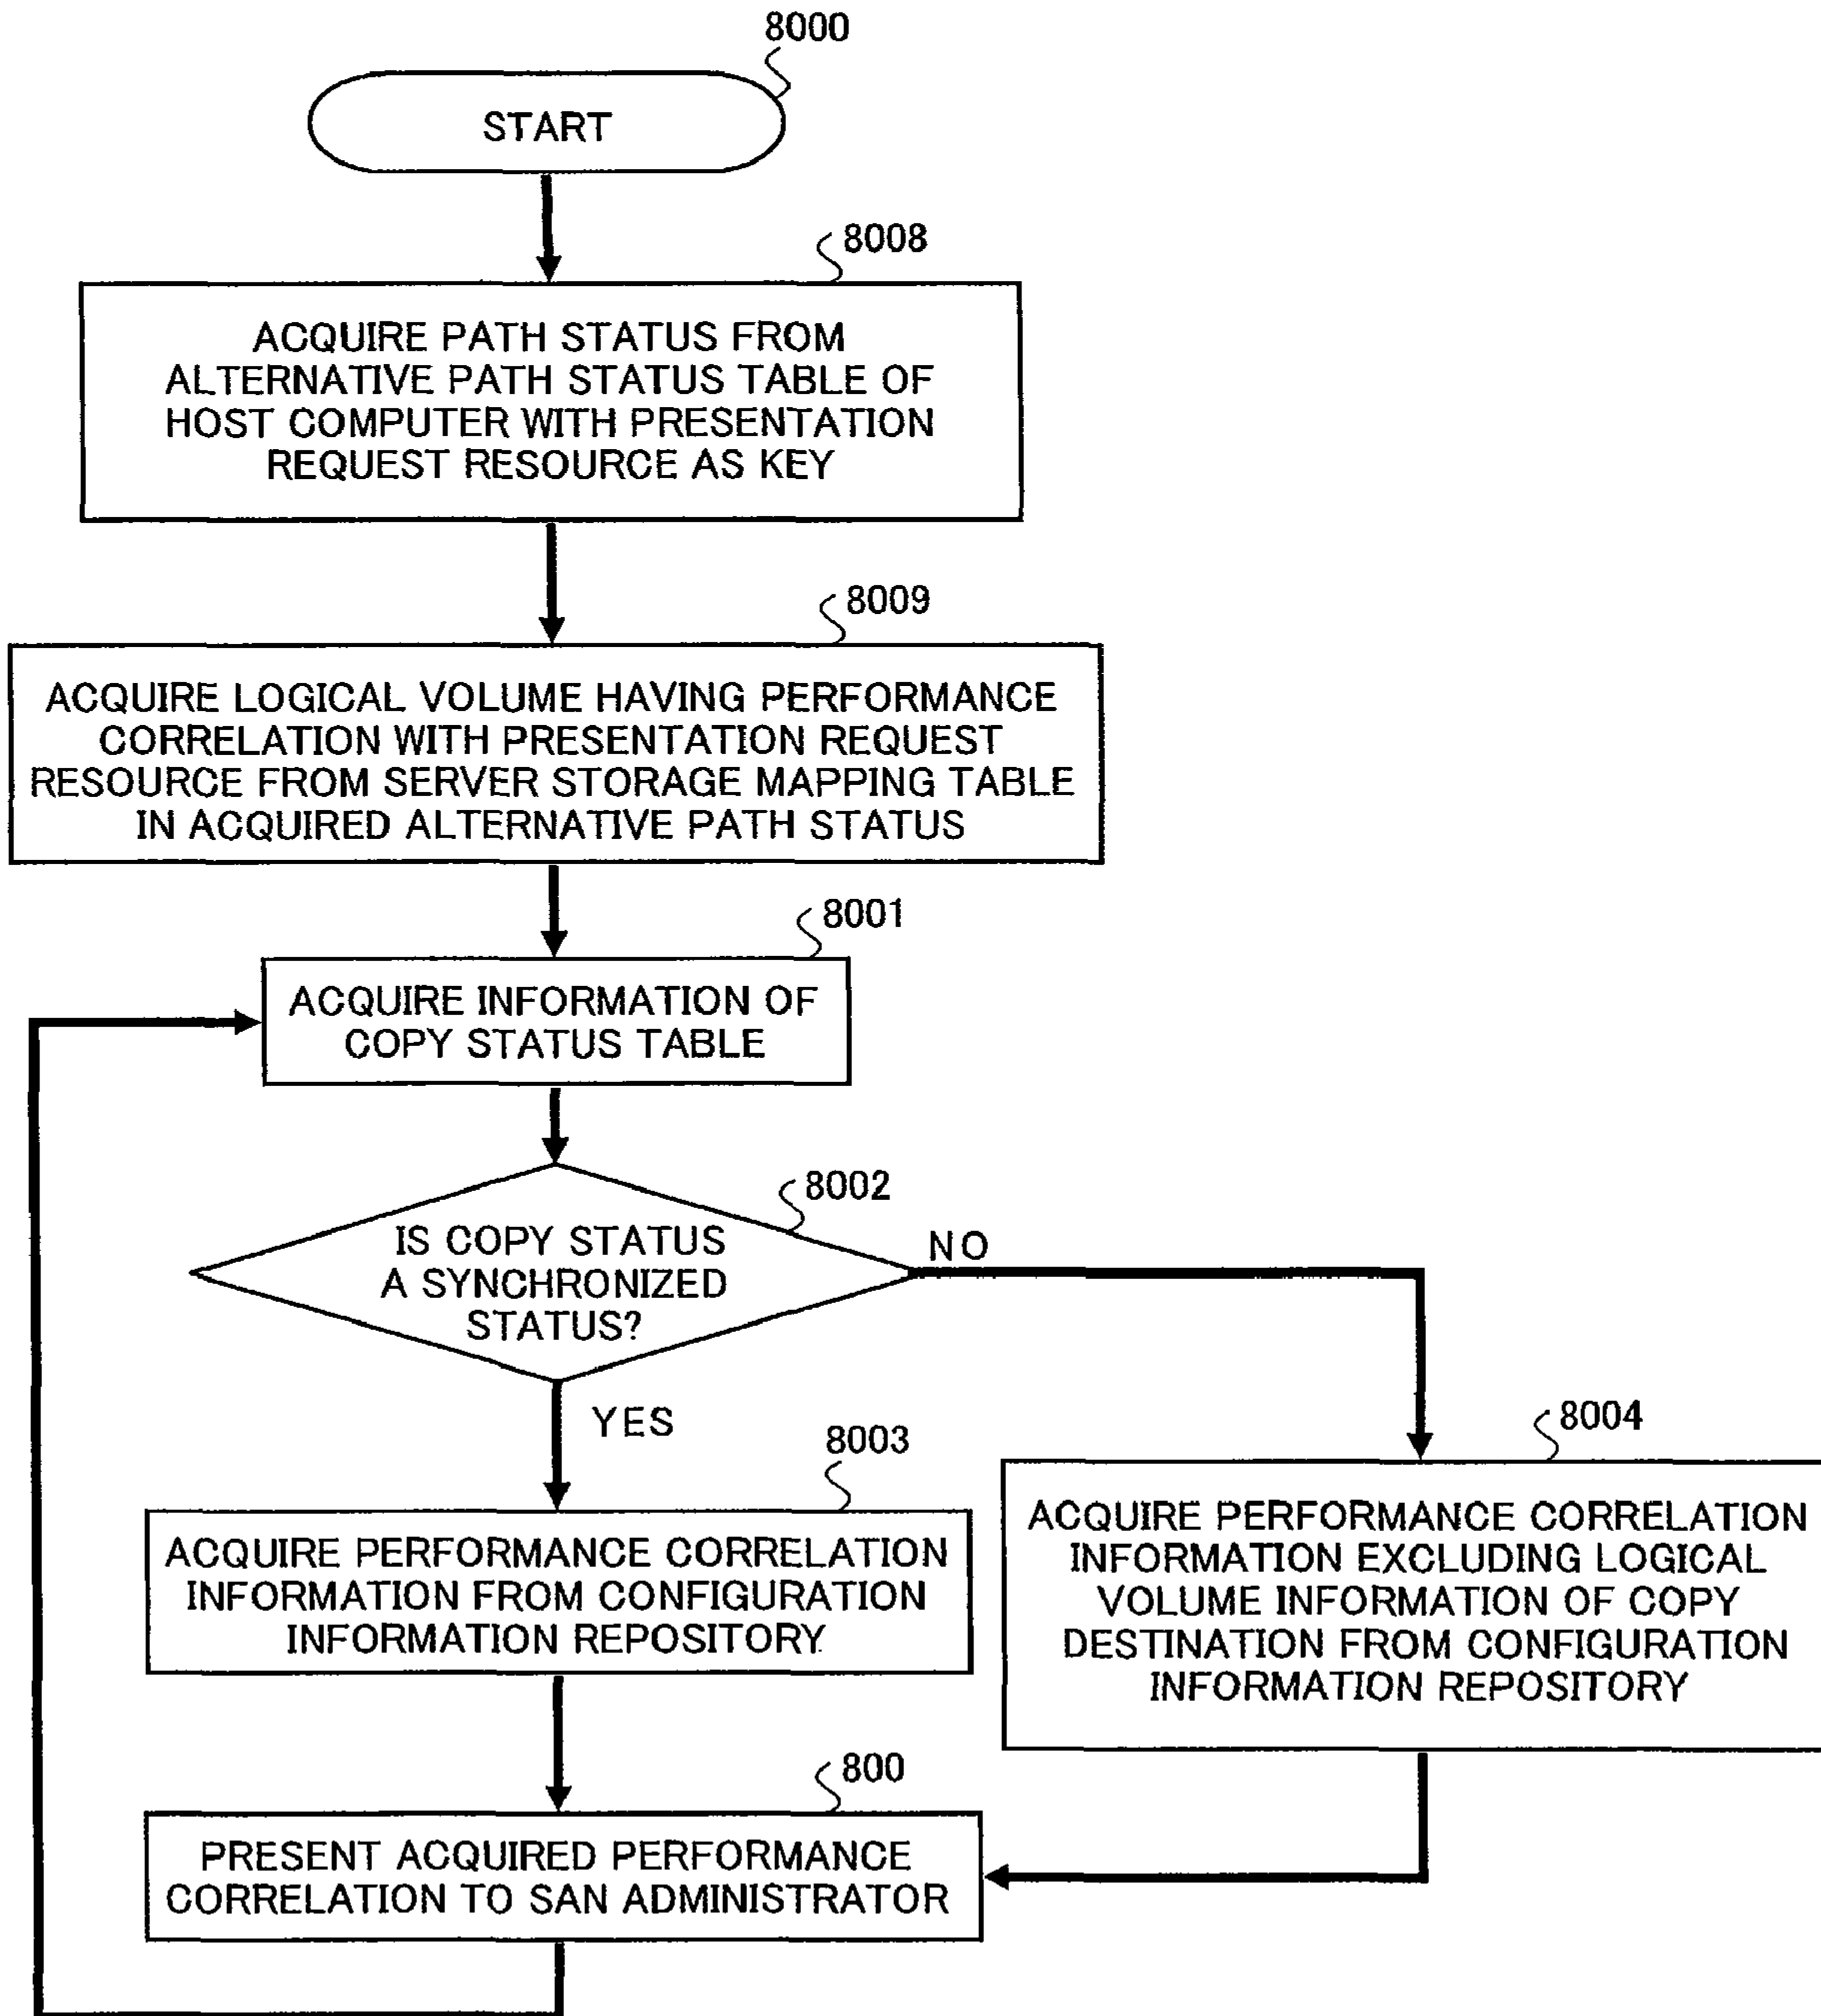 8000
START
8008
ACQUIRE PATH STATUS FROM
ALTERNATIVE PATH STATUS TABLE OF
HOST COMPUTER WITH PRESENTATION
REQUEST RESOURCE AS KEY
8009
ACQUIRE LOGICAL VOLUME HAVING PERFORMANCE
CORRELATION WITH PRESENTATION REQUEST
RESOURCE FROM SERVER STORAGE MAPPING TABLE
IN ACQUIRED ALTERNATIVE PATH STATUS
8001
ACQUIRE INFORMATION OF
COPY STATUS TABLE
8002
IS COPY STATUS
A SYNCHRONIZED
STATUS?
NO
YES
8003
ACQUIRE PERFORMANCE CORRELATION
INFORMATION FROM CONFIGURATION
INFORMATION REPOSITORY.
8004
ACQUIRE PERFORMANCE CORRELATION
INFORMATION EXCLUDING LOGICAL
VOLUME INFORMATION OF COPY
DESTINATION FROM CONFIGURATION
INFORMATION REPOSITORY
800
PRESENT ACQUIRED PERFORMANCE
CORRELATION TO SAN ADMINISTRATOR